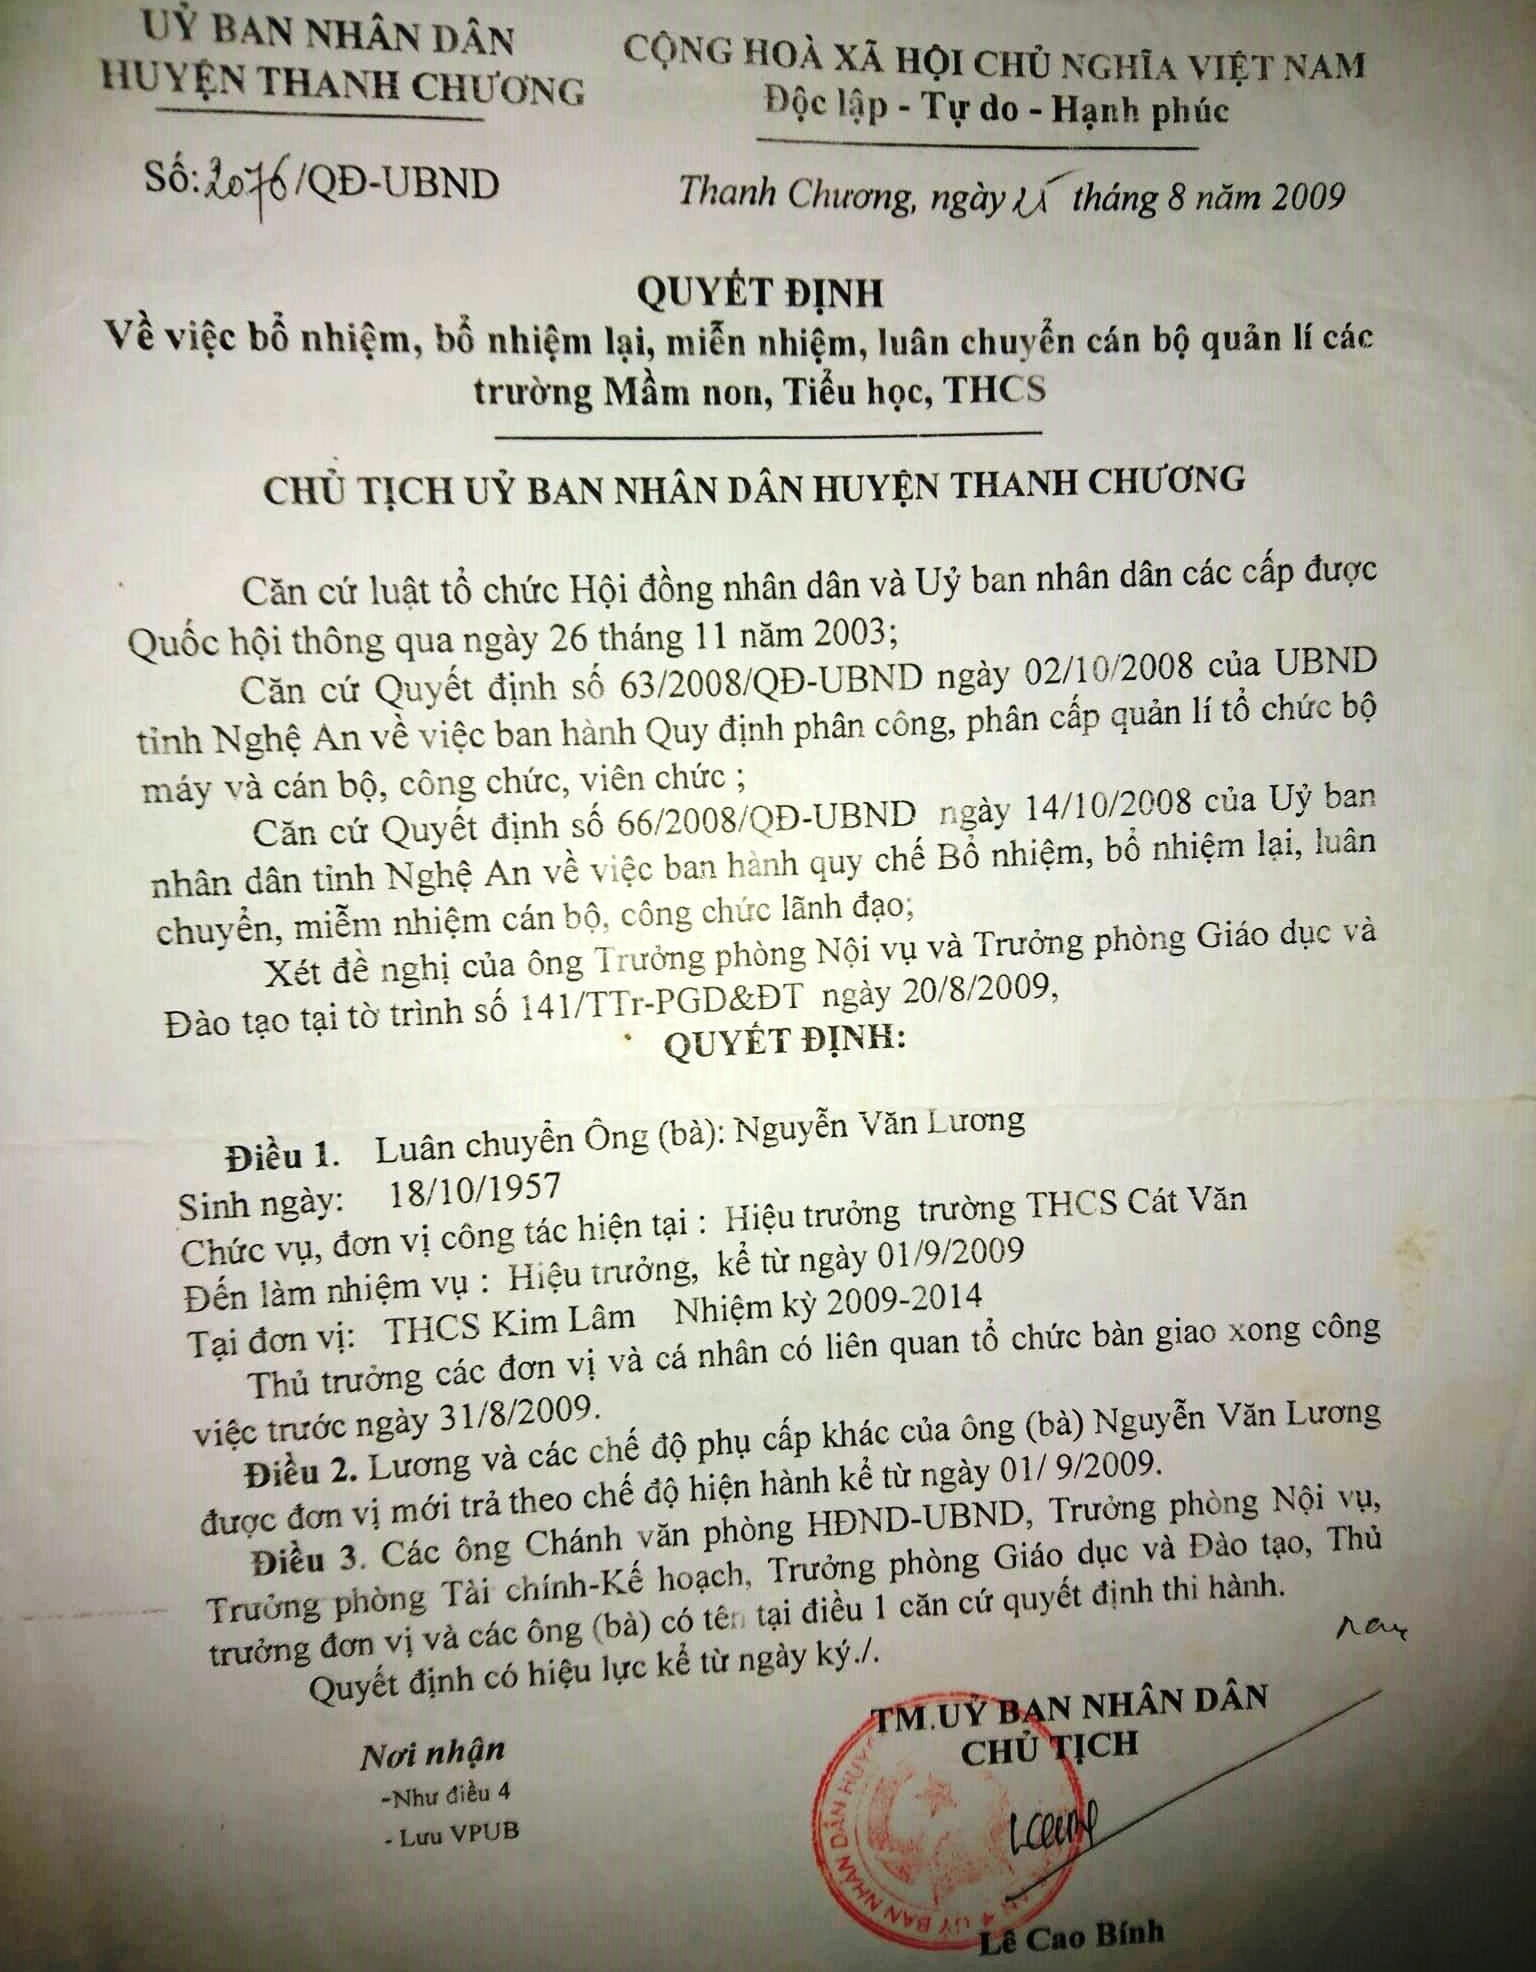 UỶ BAN NHÂN DÂN
HUYỆN THANH CHƯƠNG
CỘNG HOÀ XÃ HỘI CHỦ NGHĨA VIỆT NAM
Độc lập - Tự do - Hạnh phúc
Số: 2076/QĐ-UBND
Thanh Chương, ngày 25 tháng 8 năm 2009
QUYẾT ĐỊNH
Về việc bổ nhiệm, bổ nhiệm lại, miễn nhiệm, luân chuyển cán bộ quản lí các
trường Mầm non, Tiểu học, THCS
CHỦ TỊCH UỶ BAN NHÂN DÂN HUYỆN THANH CHƯƠNG
Căn cứ luật tổ chức Hội đồng nhân dân và Uỷ ban nhân dân các cấp được
Quốc hội thông qua ngày 26 tháng 11 năm 2003;
Căn cứ Quyết định số 63/2008/QĐ-UBND ngày 02/10/2008 của UBND
tỉnh Nghệ An về việc ban hành Quy định phân công, phân cấp quản lí tổ chức bộ
máy và cán bộ, công chức, viên chức ;
Căn cứ Quyết định số 66/2008/QĐ-UBND ngày 14/10/2008 của Uỷ ban
nhân dân tỉnh Nghệ An về việc ban hành quy chế Bổ nhiệm, bổ nhiệm lại, luân
chuyển, miễm nhiệm cán bộ, công chức lãnh đạo;
Xét đề nghị của ông Trưởng phòng Nội vụ và Trưởng phòng Giáo dục và
Đào tạo tại tờ trình số 141/TTr-PGD&ĐT ngày 20/8/2009,
QUYẾT ĐỊNH:
Điều 1. Luân chuyển Ông (bà): Nguyễn Văn Lương
Sinh ngày: 18/10/1957
Chức vụ, đơn vị công tác hiện tại : Hiệu trưởng trường THCS Cát Văn
Đến làm nhiệm vụ : Hiệu trưởng, kể từ ngày 01/9/2009
Tại đơn vị: THCS Kim Lâm Nhiệm kỳ 2009-2014
Thủ trưởng các đơn vị và cá nhân có liên quan tổ chức bàn giao xong công
việc trước ngày 31/8/2009.
Điều 2. Lương và các chế độ phụ cấp khác của ông (bà) Nguyễn Văn Lương
được đơn vị mới trả theo chế độ hiện hành kể từ ngày 01/ 9/2009.
Điều 3. Các ông Chánh văn phòng HĐND-UBND, Trưởng phòng Nội vụ,
Trưởng phòng Tài chính-Kế hoạch, Trưởng phòng Giáo dục và Đào tạo, Thủ
trưởng đơn vị và các ông (bà) có tên tại điều 1 căn cứ quyết định thi hành.
Quyết định có hiệu lực kể từ ngày ký./.
Nơi nhận
-Như điều 4
- Lưu VPUB
TM.UỶ BAN NHÂN DÂN
CHỦ TỊCH
UỶ BAN NHÂN DÂN
Lê Cao Bính